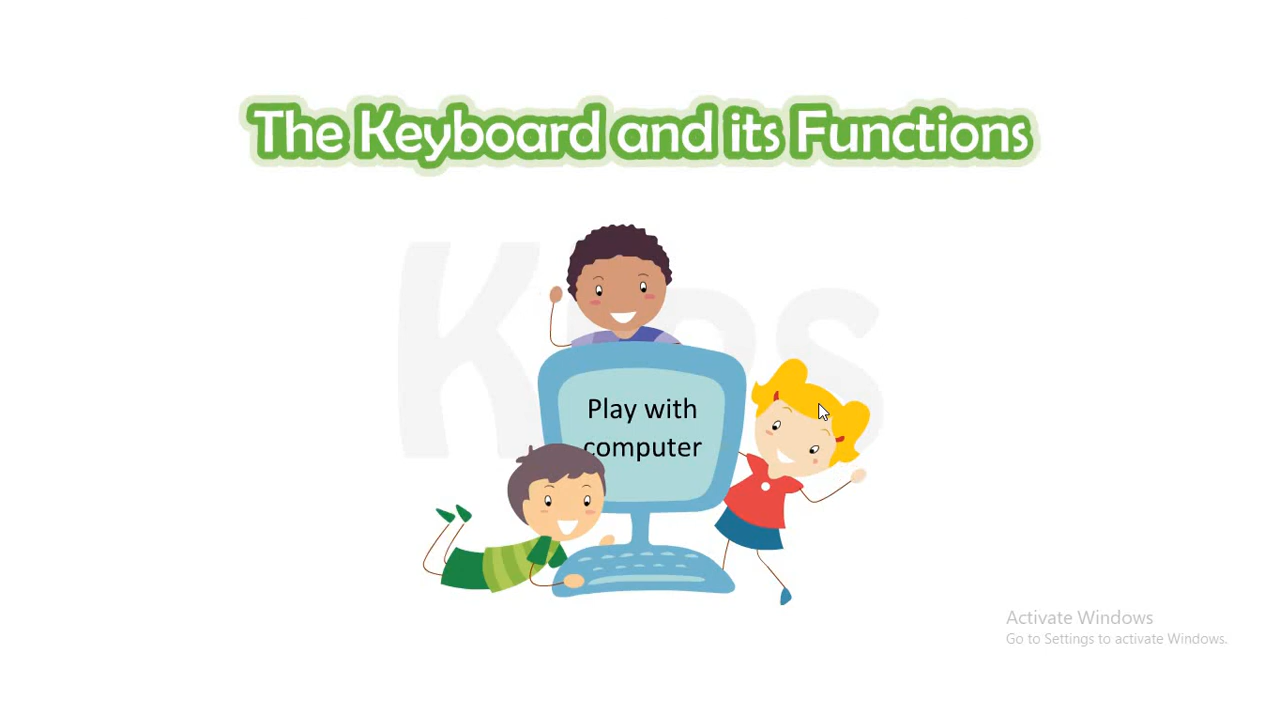 The Keyboard and its Functions
Play with
computer
Activate Windows
Go to Settings to activate Windows.